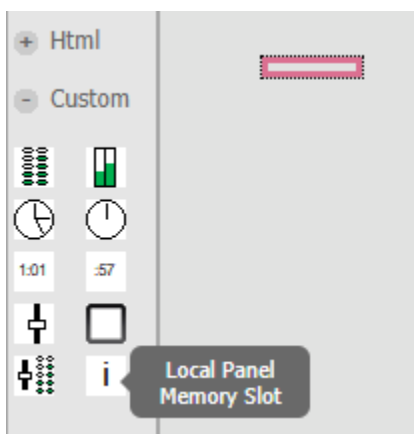 + Html
- Custom
1:01 :57
i
Local Panel
Memory Slot